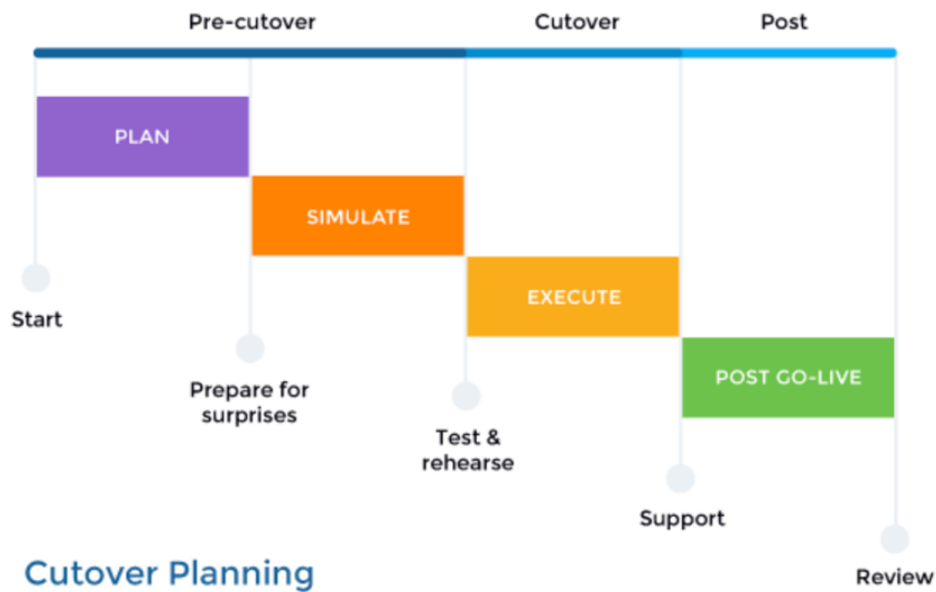 Pre-cutover
Cutover
Post
PLAN
SIMULATE
EXECUTE
POST GO-LIVE
Start
Prepare for
surprises
Test &
rehearse
Support
Review
Cutover Planning